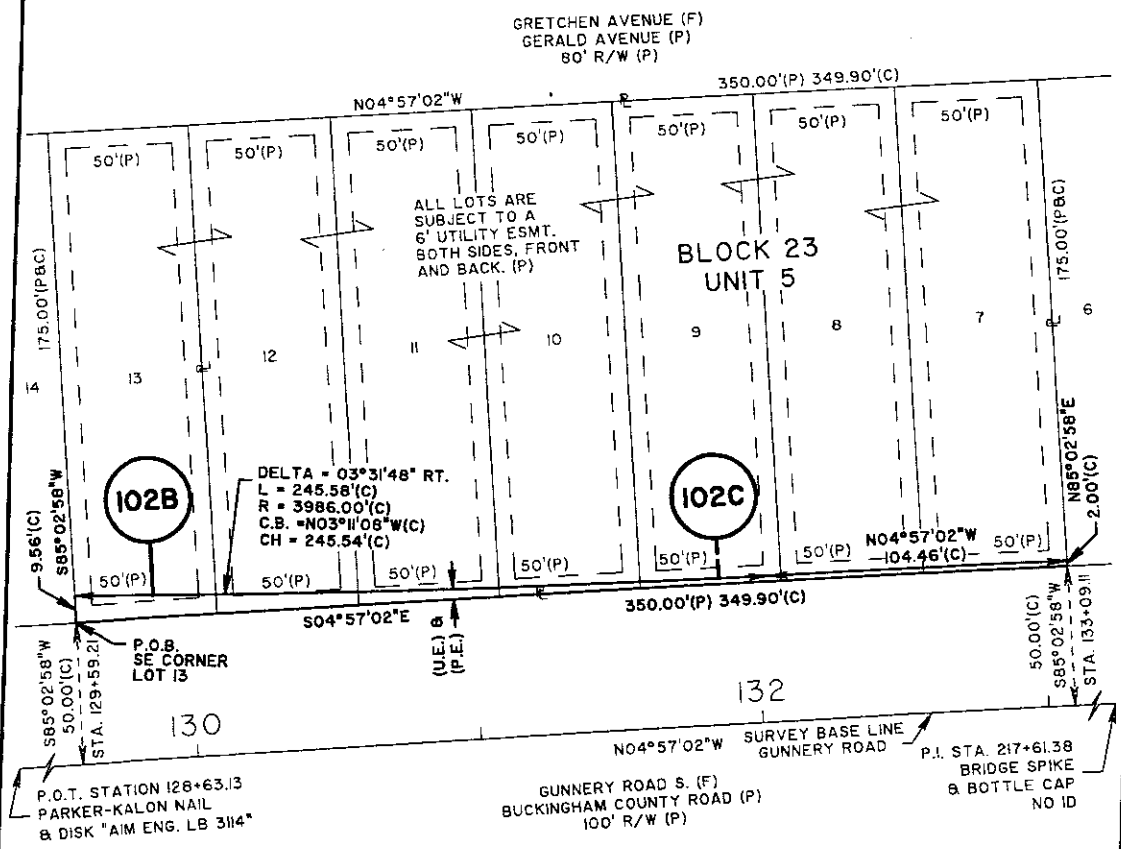 GRETCHEN AVENUE (F)
GERALD AVENUE (P)
80' R/W (P)
N04°57'02"W
350.00'(P) 349.90'(C)
50'(P)
50'(P)
50'(P)
50'(P)
50'(P)
50'(P)
50'(P)
ALL LOTS ARE
SUBJECT TO A
6' UTILITY ESMT.
BOTH SIDES, FRONT
AND BACK. (P)
BLOCK 23
UNIT 5
175.00'(P&C)
175.00'(P&C)
14
13
12
11
10
9
8
7
6
102B
DELTA = 03°31'48" RT.
L = 245.58'(C)
R = 3986.00'(C)
C.B. =N03°11'08"W(C)
CH = 245.54'(C)
102C
N85°02'58"E
2.00'(C)
9.56'(C)
S85°02'58"W
N04°57'02"W
104.46'(C)
50'(P)
50'(P)
50'(P)
50'(P)
50'(P)
50'(P)
50'(P)
S04°57'02"E
350.00'(P) 349.90'(C)
(U.E.) &
(P.E.)
P.O.B.
SE CORNER
LOT 13
S85°02'58"W
50.00'(C)
STA. 129+59.21
50.00'(C)
S85°02'58"W
STA. 133+09.11
130
132
N04°57'02"W
SURVEY BASE LINE
GUNNERY ROAD
P.O.T. STATION 128+63.13
PARKER-KALON NAIL
& DISK "AIM ENG. LB 3114"
GUNNERY ROAD S. (F)
BUCKINGHAM COUNTY ROAD (P)
100' R/W (P)
P.I. STA. 217+61.38
BRIDGE SPIKE
& BOTTLE CAP
NO ID